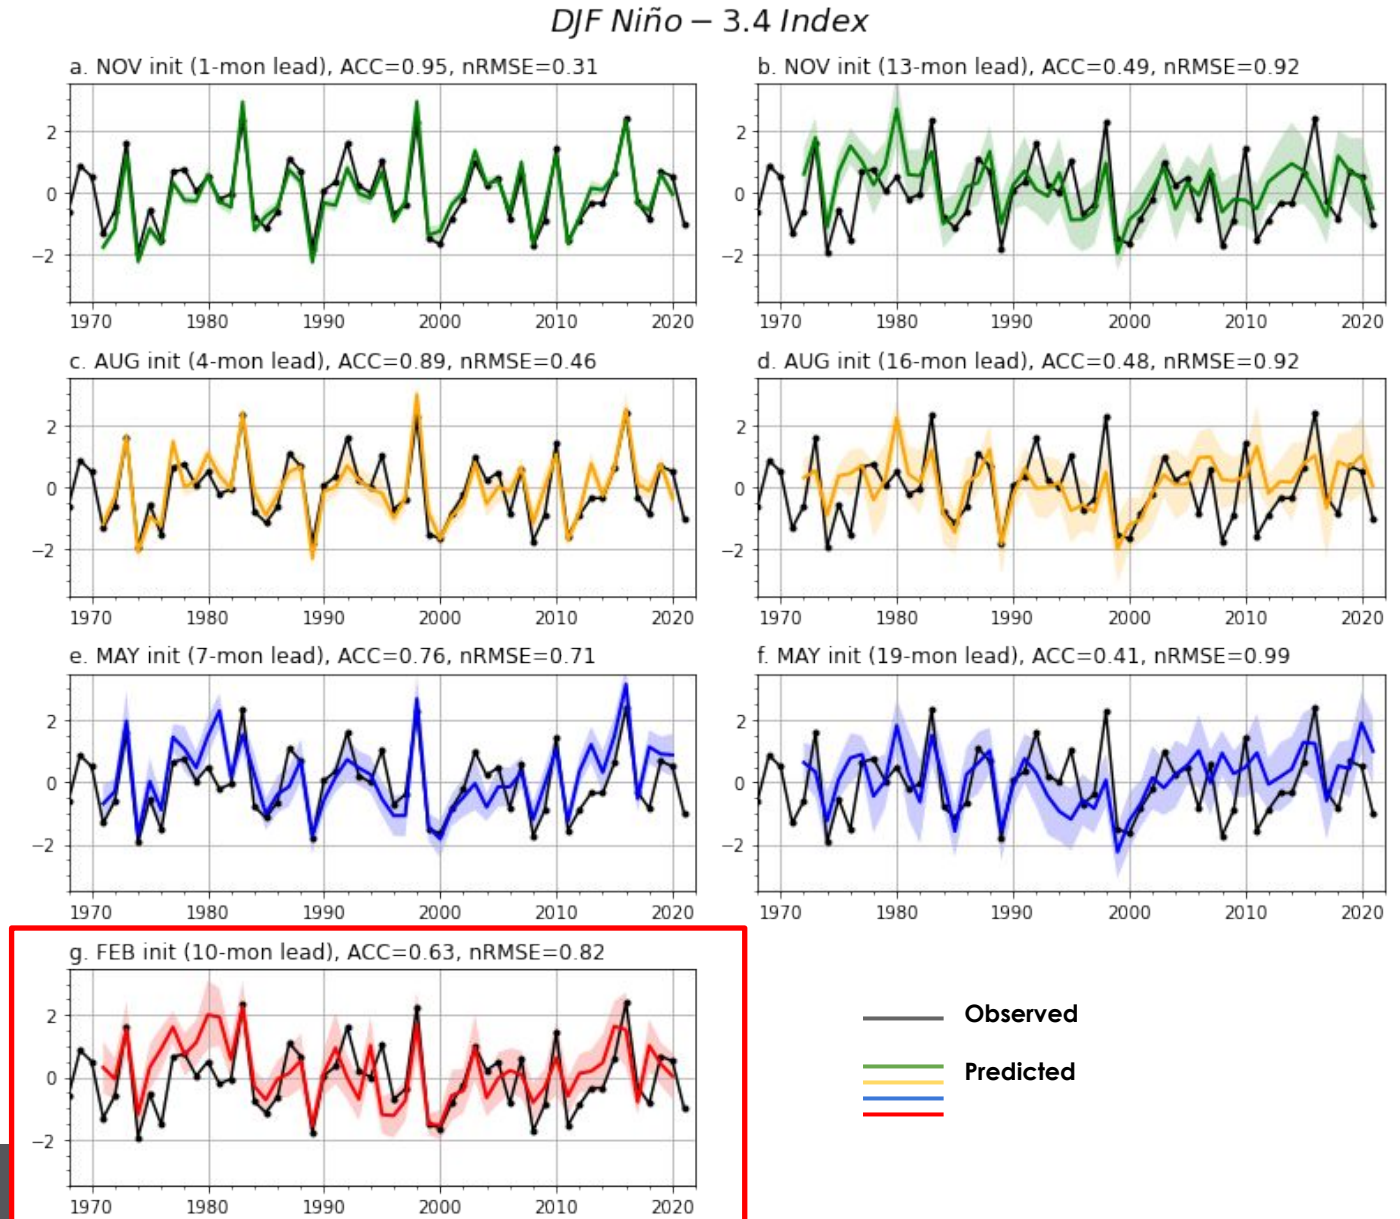 DJF Niño − 3.4 Index
a. NOV init (1-mon lead), ACC=0.95, nRMSE=0.31
2
0
−2
1970 1980 1990 2000 2010 2020
b. NOV init (13-mon lead), ACC=0.49, nRMSE=0.92
2
0
−2
1970 1980 1990 2000 2010 2020
c. AUG init (4-mon lead), ACC=0.89, nRMSE=0.46
2
0
−2
1970 1980 1990 2000 2010 2020
d. AUG init (16-mon lead), ACC=0.48, nRMSE=0.92
2
0
−2
1970 1980 1990 2000 2010 2020
e. MAY init (7-mon lead), ACC=0.76, nRMSE=0.71
2
0
−2
1970 1980 1990 2000 2010 2020
f. MAY init (19-mon lead), ACC=0.41, nRMSE=0.99
2
0
−2
1970 1980 1990 2000 2010 2020
g. FEB init (10-mon lead), ACC=0.63, nRMSE=0.82
2
0
−2
1970 1980 1990 2000 2010 2020
Observed
Predicted